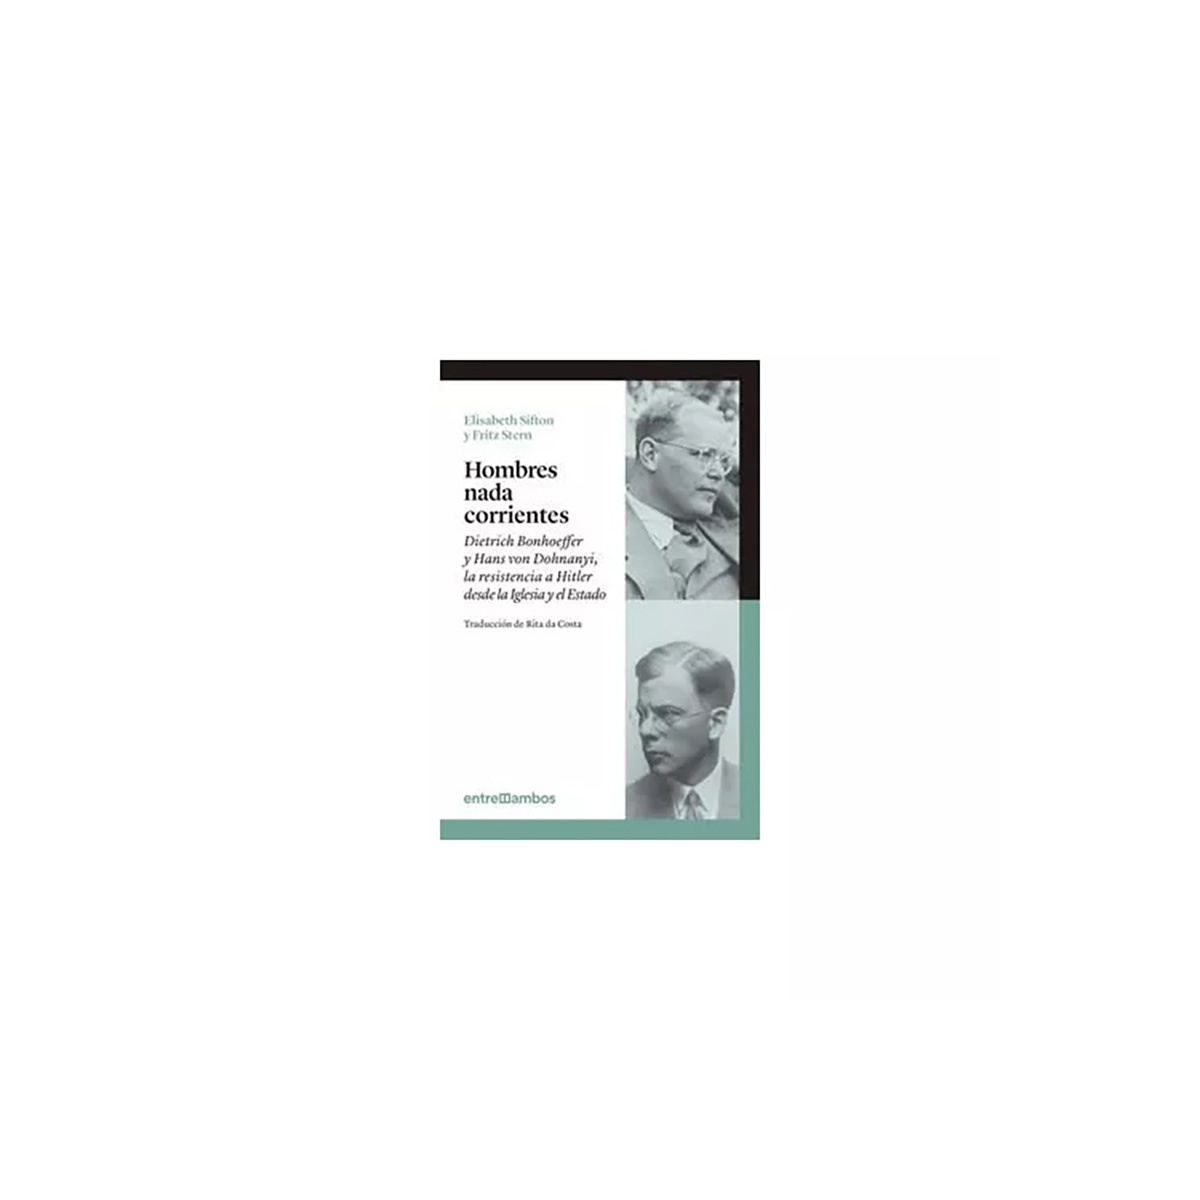 Elisabeth Sifton
y Fritz Stern
Hombres
nada
corrientes
Dietrich Bonhoeffer
y Hans von Dohnanyi,
la resistencia a Hitler
desde la Iglesia y el Estado
Traducción de Rita da Costa
entreambos